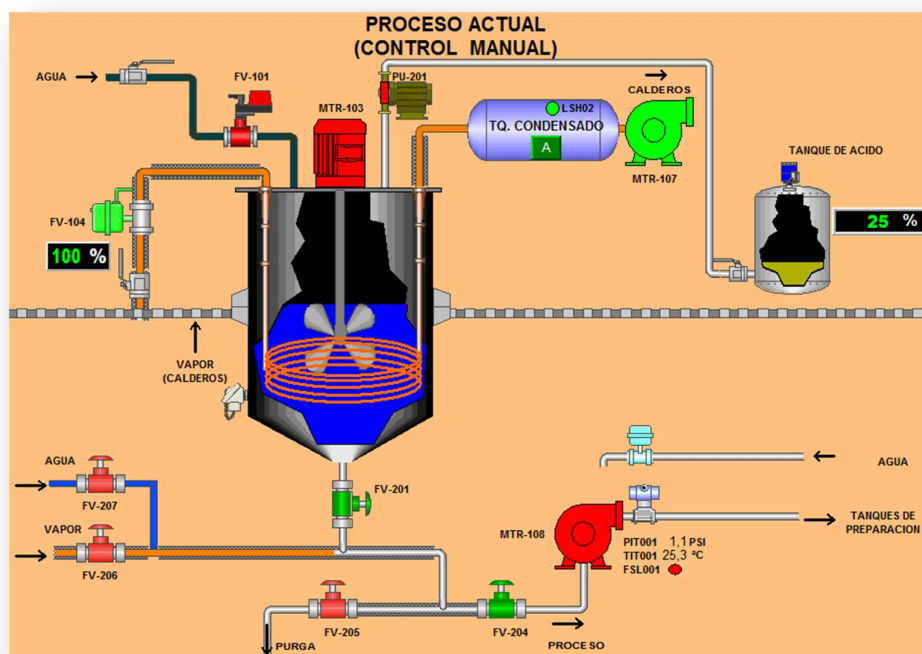 PROCESO ACTUAL
(CONTROL MANUAL)
AGUA
FV-101
MTR-103
PU-201
LSH02
TQ. CONDENSADO
A
CALDEROS
MTR-107
TANQUE DE ACIDO
25 %
FV-104
100 %
VAPOR
(CALDEROS)
AGUA
FV-207
VAPOR
FV-206
FV-201
AGUA
MTR-108
PIT001 1,1 PSI
TIT001 25,3 ºC
FSL001
TANQUES DE
PREPARACION
FV-205
FV-204
PURGA
PROCESO